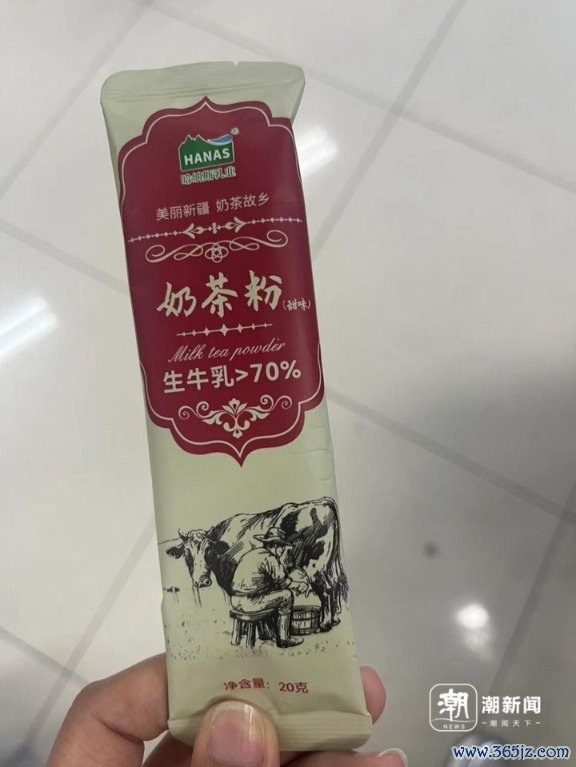 HANAS
哈纳斯乳业
美丽新疆 奶茶故乡
奶茶粉(甜味)
Milk tea powder
生牛乳>70%
净含量: 20克
潮 潮新闻
NEWS 潮闻天下
www.365jz.com